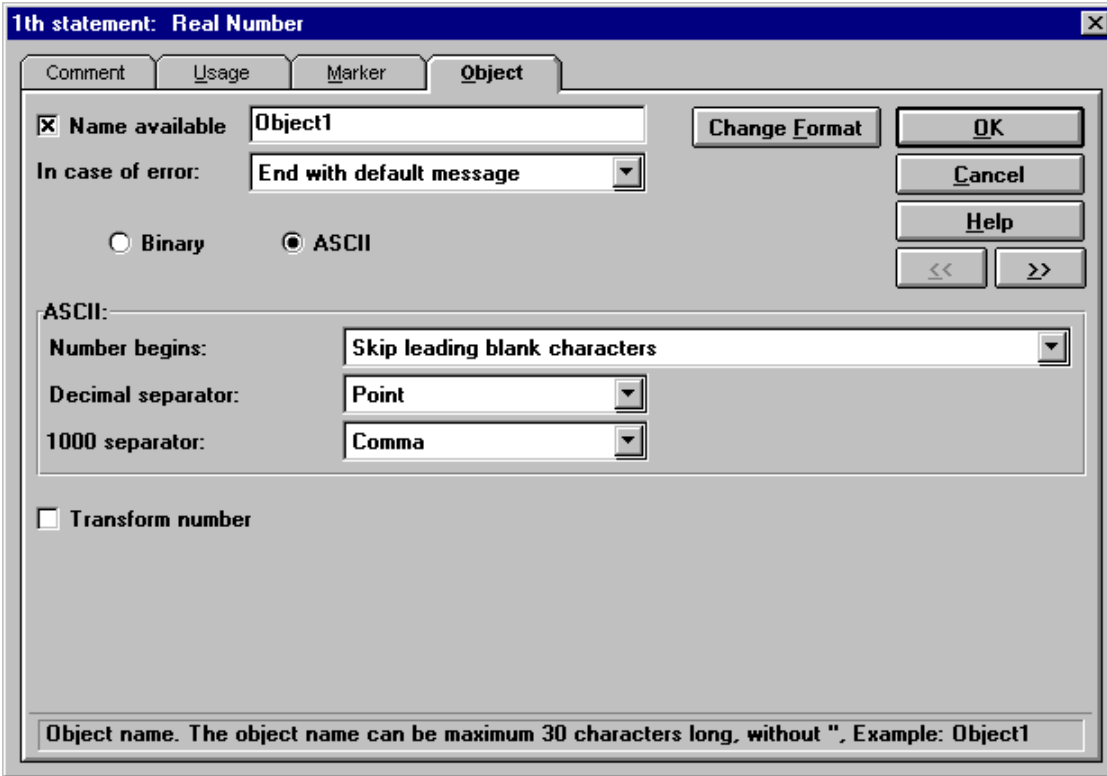 1th statement:  Real Number
Comment Usage Marker Object
Name available Object1 Change Format OK
In case of error: End with default message Cancel
Help
Binary ASCII << >>
ASCII:
Number begins: Skip leading blank characters
Decimal separator: Point
1000 separator: Comma
Transform number
Object name. The object name can be maximum 30 characters long, without ", Example: Object1